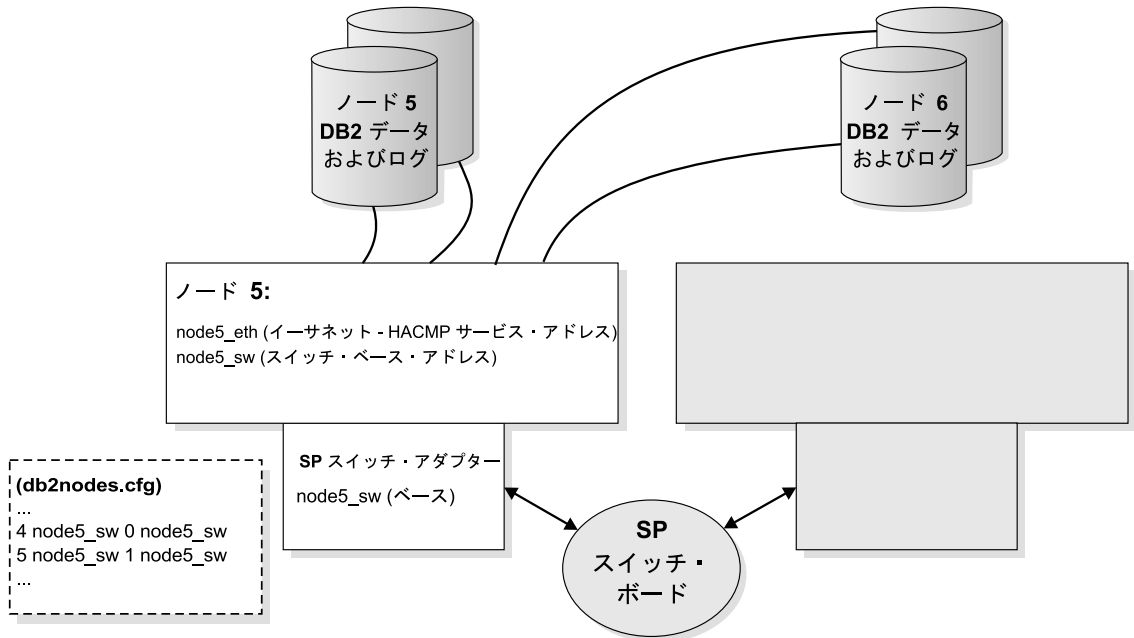 ノード 5
DB2 データ
およびログ
ノード 6
DB2 データ
およびログ
ノード 5:
node5_eth (イーサネット - HACMP サービス・アドレス)
node5_sw (スイッチ・ベース・アドレス)
SP スイッチ・アダプター
node5_sw (ベース)
(db2nodes.cfg)
...
4 node5_sw 0 node5_sw
5 node5_sw 1 node5_sw
...
SP
スイッチ・
ボード